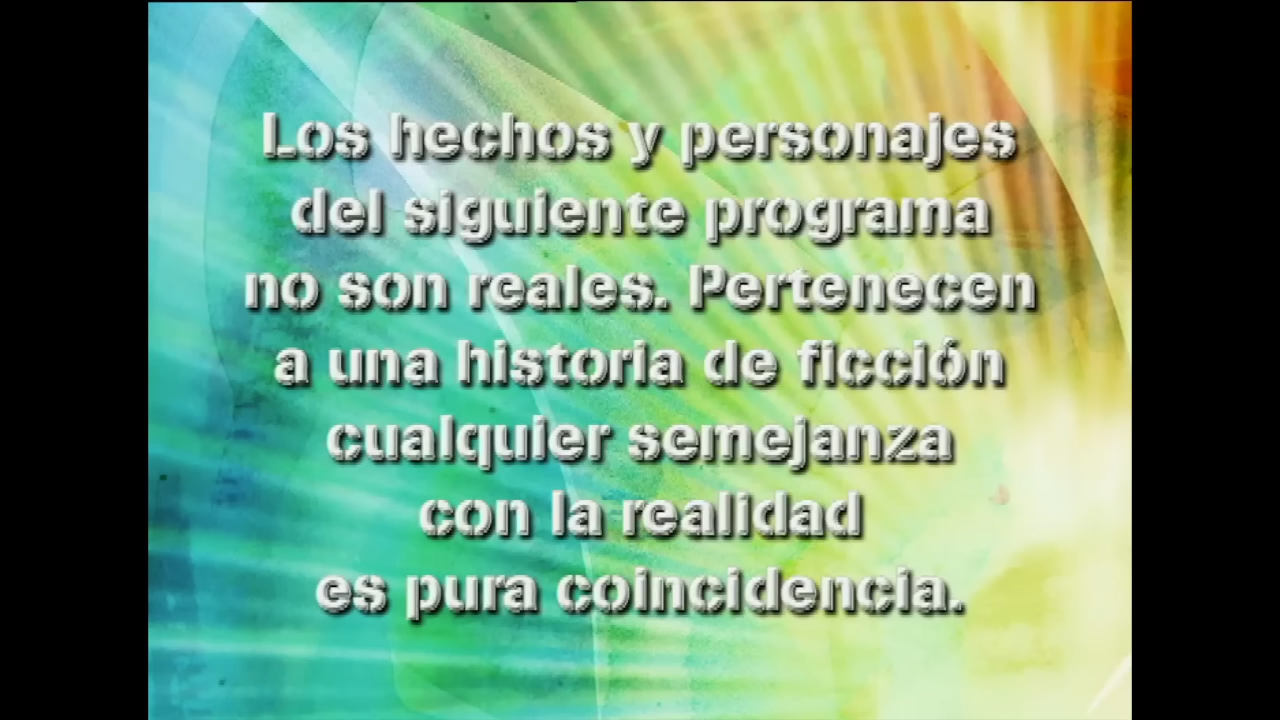 Los hechos y personajes
del siguiente programa
no son reales. Pertenecen
a una historia de ficción
cualquier semejanza
con la realidad
es pura coincidencia.